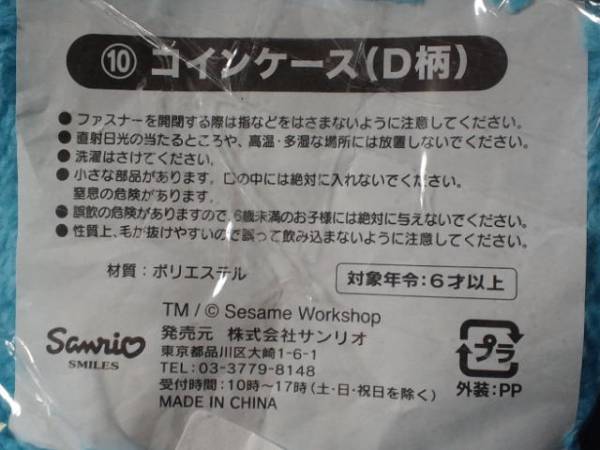 ⑩ コインケース(D柄)
● ファスナーを開閉する際は指などをはさまないように注意してください。
● 直射日光の当たるところや、高温・多湿な場所には放置しないでください。
● 洗濯はさけてください。
● 小さな部品があります。口の中には絶対に入れないでください。
窒息の危険があります。
● 誤飲の危険がありますので、6歳未満のお子様には絶対に与えないでください。
● 性質上、毛が抜けやすいので誤って飲み込まないように注意してください。
材質:ポリエステル
対象年令:6才以上
TM/© Sesame Workshop
発売元 株式会社サンリオ
東京都品川区大崎1-6-1
TEL:03-3779-8148
受付時間:10時〜17時(土・日・祝日を除く)
MADE IN CHINA
Sanrio
SMILES
プラ
外装:PP